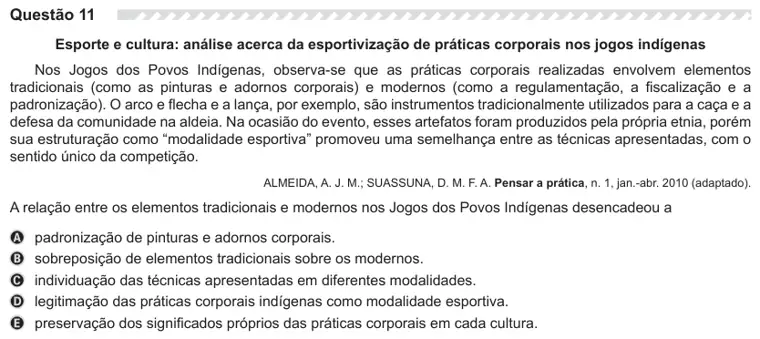 Questão 11
Esporte e cultura: análise acerca da esportivização de práticas corporais nos jogos indígenas
Nos Jogos dos Povos Indígenas, observa-se que as práticas corporais realizadas envolvem elementos
tradicionais (como as pinturas e adornos corporais) e modernos (como a regulamentação, a fiscalização e a
padronização). O arco e flecha e a lança, por exemplo, são instrumentos tradicionalmente utilizados para a caça e a
defesa da comunidade na aldeia. Na ocasião do evento, esses artefatos foram produzidos pela própria etnia, porém
sua estruturação como “modalidade esportiva” promoveu uma semelhança entre as técnicas apresentadas, com o
sentido único da competição.
ALMEIDA, A. J. M.; SUASSUNA, D. M. F. A. Pensar a prática, n. 1, jan.-abr. 2010 (adaptado).
A relação entre os elementos tradicionais e modernos nos Jogos dos Povos Indígenas desencadeou a
A padronização de pinturas e adornos corporais.
B sobreposição de elementos tradicionais sobre os modernos.
C individuação das técnicas apresentadas em diferentes modalidades.
D legitimação das práticas corporais indígenas como modalidade esportiva.
E preservação dos significados próprios das práticas corporais em cada cultura.